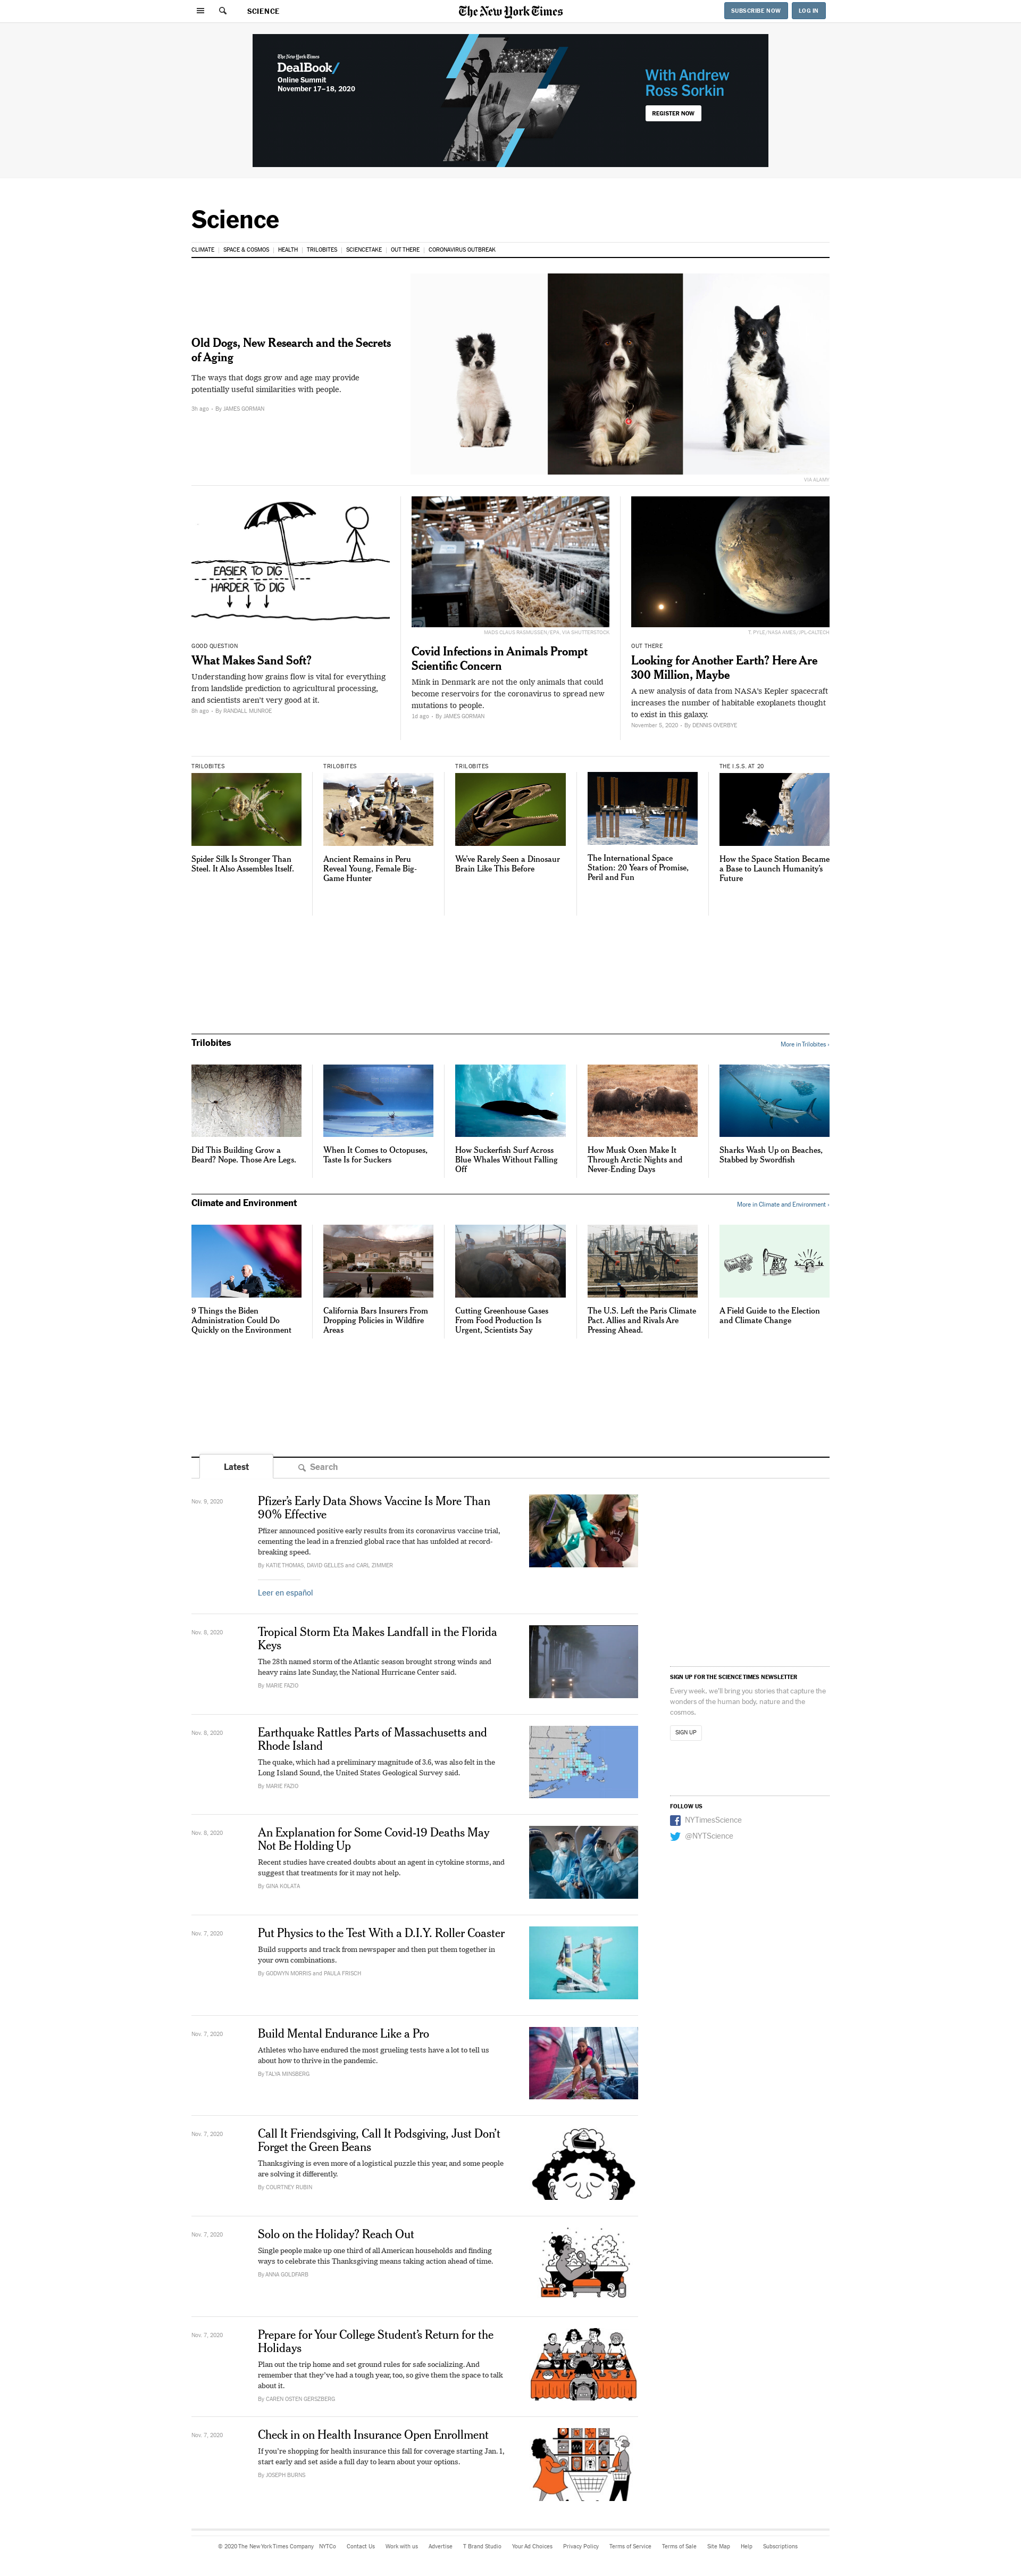 SCIENCE
The New York Times
SUBSCRIBE NOW
LOG IN
The New York Times
DealBook/
Online Summit
November 17–18, 2020
With Andrew
Ross Sorkin
REGISTER NOW
Science
CLIMATE
SPACE & COSMOS
HEALTH
TRILOBITES
SCIENCETAKE
OUT THERE
CORONAVIRUS OUTBREAK
Old Dogs, New Research and the Secrets
of Aging
The ways that dogs grow and age may provide
potentially useful similarities with people.
3h ago - By JAMES GORMAN
VIA ALAMY
EASIER TO DIG
HARDER TO DIG
GOOD QUESTION
What Makes Sand Soft?
Understanding how grains flow is vital for everything
from landslide prediction to agricultural processing,
and scientists aren't very good at it.
6h ago - By RANDALL MUNROE
MADS CLAUS RASMUSSEN/EPA, VIA SHUTTERSTOCK
Covid Infections in Animals Prompt
Scientific Concern
Mink in Denmark are not the only animals that could
become reservoirs for the coronavirus to spread new
mutations to people.
1d ago - By JAMES GORMAN
T. PYLE/NASA AMES/JPL-CALTECH
OUT THERE
Looking for Another Earth? Here Are
300 Million, Maybe
A new analysis of data from NASA's Kepler spacecraft
increases the number of habitable exoplanets thought
to exist in this galaxy.
November 5, 2020 - By DENNIS OVERBYE
TRILOBITES
Spider Silk Is Stronger Than
Steel. It Also Assembles Itself.
TRILOBITES
Ancient Remains in Peru
Reveal Young, Female Big-
Game Hunter
TRILOBITES
We've Rarely Seen a Dinosaur
Brain Like This Before
The International Space
Station: 20 Years of Promise,
Peril and Fun
THE I.S.S. AT 20
How the Space Station Became
a Base to Launch Humanity's
Future
Trilobites
More in Trilobites ›
Did This Building Grow a
Beard? Nope. Those Are Legs.
When It Comes to Octopuses,
Taste Is for Suckers
How Suckerfish Surf Across
Blue Whales Without Falling
Off
How Musk Oxen Make It
Through Arctic Nights and
Never-Ending Days
Sharks Wash Up on Beaches,
Stabbed by Swordfish
Climate and Environment
More in Climate and Environment ›
9 Things the Biden
Administration Could Do
Quickly on the Environment
California Bars Insurers From
Dropping Policies in Wildfire
Areas
Cutting Greenhouse Gases
From Food Production Is
Urgent, Scientists Say
The U.S. Left the Paris Climate
Pact. Allies and Rivals Are
Pressing Ahead.
A Field Guide to the Election
and Climate Change
Latest
Search
Nov. 9, 2020
Pfizer's Early Data Shows Vaccine Is More Than
90% Effective
Pfizer announced positive early results from its coronavirus vaccine trial,
cementing the lead in a frenzied global race that has unfolded at record-
breaking speed.
By KATIE THOMAS, DAVID GELLES and CARL ZIMMER
Leer en español
Nov. 8, 2020
Tropical Storm Eta Makes Landfall in the Florida
Keys
The 28th named storm of the Atlantic season brought strong winds and
heavy rains late Sunday, the National Hurricane Center said.
By MARIE FAZIO
Nov. 8, 2020
Earthquake Rattles Parts of Massachusetts and
Rhode Island
The quake, which had a preliminary magnitude of 3.6, was also felt in the
Long Island Sound, the United States Geological Survey said.
By MARIE FAZIO
Nov. 8, 2020
An Explanation for Some Covid-19 Deaths May
Not Be Holding Up
Recent studies have created doubts about an agent in cytokine storms, and
suggest that treatments for it may not help.
By GINA KOLATA
Nov. 7, 2020
Put Physics to the Test With a D.I.Y. Roller Coaster
Build supports and track from newspaper and then put them together in
your own combinations.
By GODWYN MORRIS and PAULA FRISCH
Nov. 7, 2020
Build Mental Endurance Like a Pro
Athletes who have endured the most grueling tests have a lot to tell us
about how to thrive in the pandemic.
By TALYA MINSBERG
Nov. 7, 2020
Call It Friendsgiving, Call It Podsgiving, Just Don't
Forget the Green Beans
Thanksgiving is even more of a logistical puzzle this year, and some people
are solving it differently.
By COURTNEY RUBIN
Nov. 7, 2020
Solo on the Holiday? Reach Out
Single people make up one third of all American households and finding
ways to celebrate this Thanksgiving means taking action ahead of time.
By ANNA GOLDFARB
Nov. 7, 2020
Prepare for Your College Student's Return for the
Holidays
Plan out the trip home and set ground rules for safe socializing. And
remember that they've had a tough year, too, so give them the space to talk
about it.
By CAREN OSTEN GERSZBERG
Nov. 7, 2020
Check in on Health Insurance Open Enrollment
If you're shopping for health insurance this fall for coverage starting Jan. 1,
start early and set aside a full day to learn about your options.
By JOSEPH BURNS
SIGN UP FOR THE SCIENCE TIMES NEWSLETTER
Every week, we'll bring you stories that capture the
wonders of the human body, nature and the
cosmos.
SIGN UP
FOLLOW US
NYTimesScience
@NYTScience
© 2020 The New York Times Company
NYTCo
Contact Us
Work with us
Advertise
T Brand Studio
Your Ad Choices
Privacy Policy
Terms of Service
Terms of Sale
Site Map
Help
Subscriptions